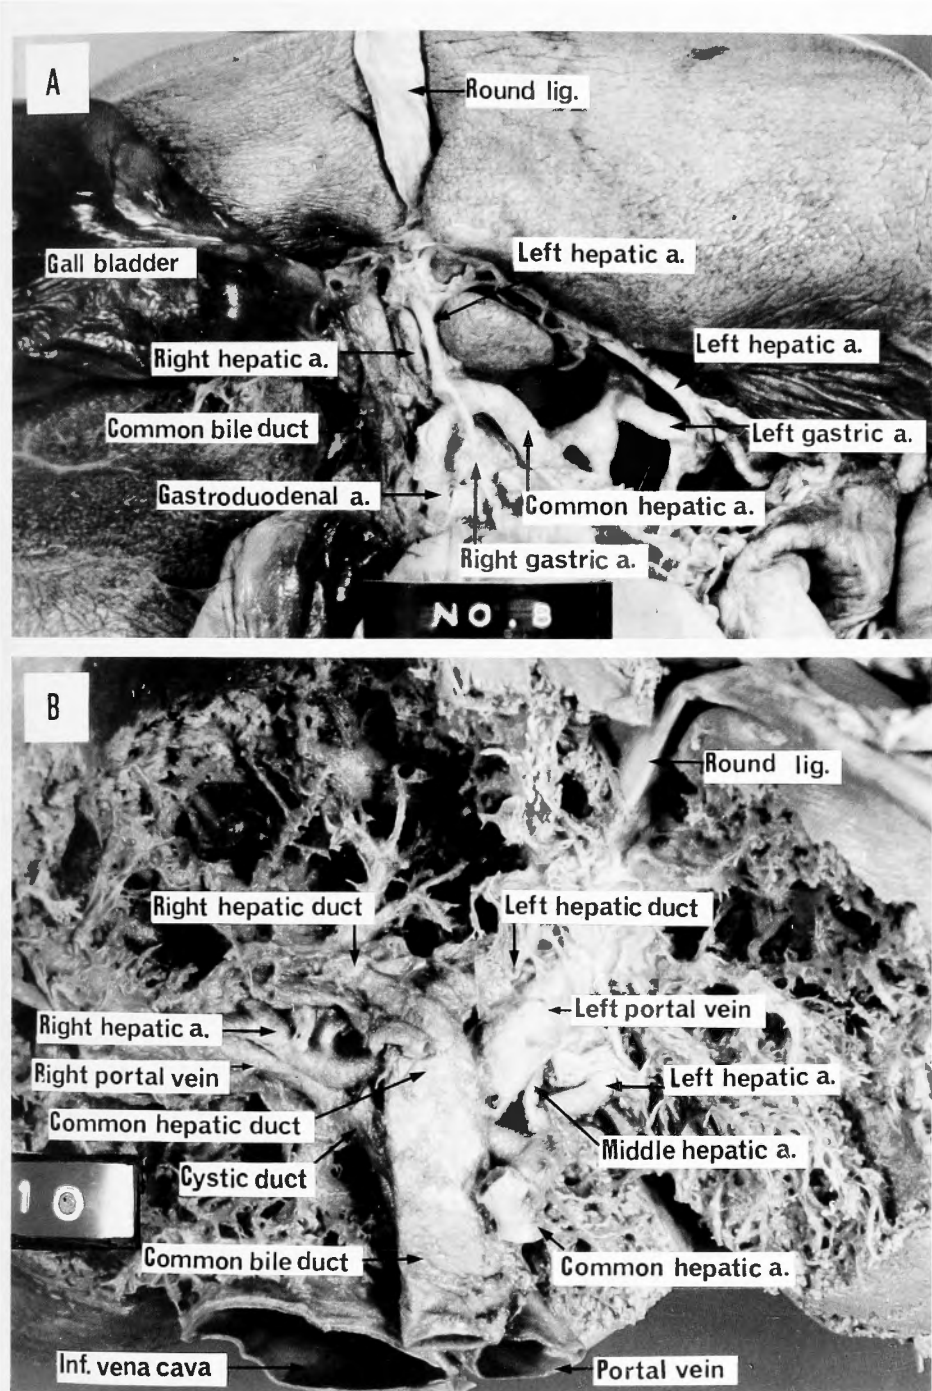 A
Round lig.
Left hepatic a.
Gall bladder
Right hepatic a.
Left hepatic a.
Common bile duct
Left gastric a.
Gastroduodenal a.
Common hepatic a.
Right gastric a.
NO. 8
B
Round lig.
Right hepatic duct
Left hepatic duct
Left portal vein
Right hepatic a.
Right portal vein
Left hepatic a.
Common hepatic duct
Middle hepatic a.
Cystic duct
10
Common bile duct
Common hepatic a.
Inf. vena cava
Portal vein